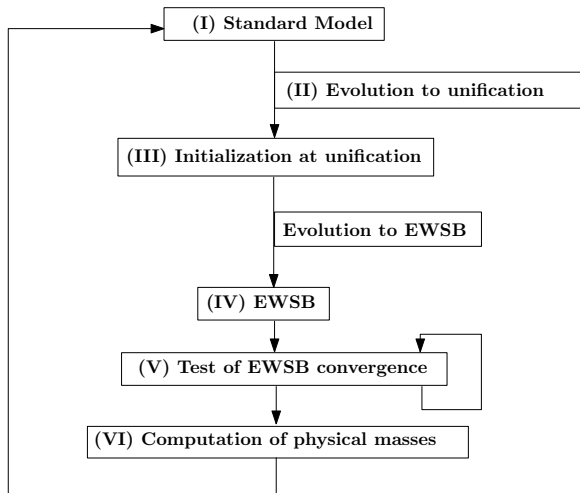 (I) Standard Model
(II) Evolution to unification
(III) Initialization at unification
Evolution to EWSB
(IV) EWSB
(V) Test of EWSB convergence
(VI) Computation of physical masses